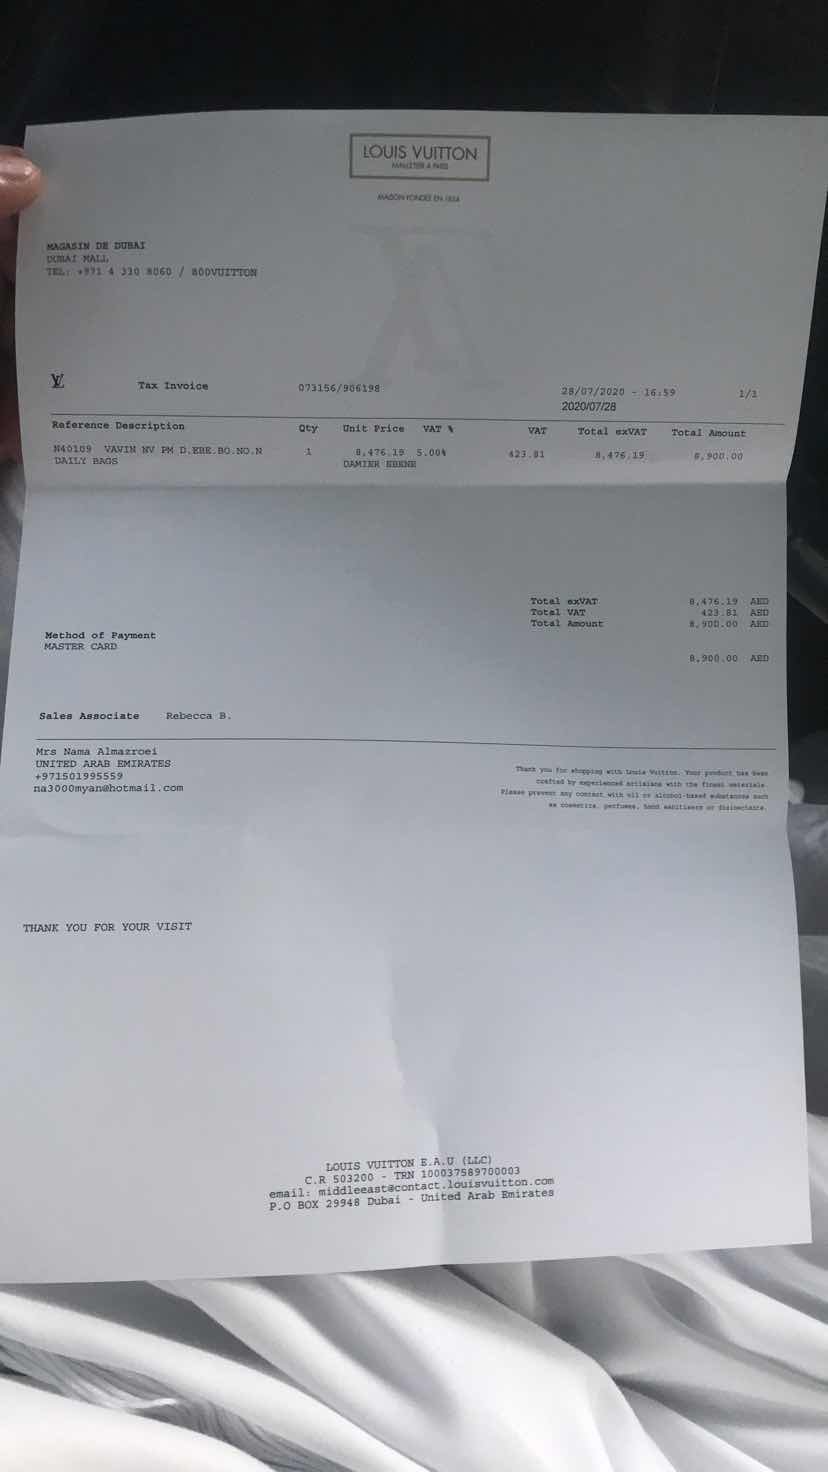 LOUIS VUITTON
MALLETIER À PARIS
MAISON FONDÉE EN 1854
MAGASIN DE DUBAI
DUBAI MALL
TEL: +971 4 330 8060 / 800VUITTON
LV Tax Invoice 073156/906198 28/07/2020 - 16:59 1/1
2020/07/28
Reference Description Qty Unit Price VAT % VAT Total exVAT Total Amount
N40109 VAVIN NV PM D.EBE.BO.NO.N 1 8,476.19 5.00% 423.81 8,476.19 8,900.00
DAILY BAGS DAMIER EBENE
Total exVAT 8,476.19 AED
Total VAT 423.81 AED
Total Amount 8,900.00 AED
Method of Payment
MASTER CARD
8,900.00 AED
Sales Associate Rebecca B.
Mrs Nama Almazroei
UNITED ARAB EMIRATES
+971501995559
na3000myan@hotmail.com
Thank you for shopping with Louis Vuitton. Your product has been
crafted by experienced artisians with the finest materials.
Please prevent any contact with oil or alcohol-based substances such
as cosmetics, perfumes, hand sanitisers or disinectants.
THANK YOU FOR YOUR VISIT
LOUIS VUITTON E.A.U (LLC)
C.R 503200 - TRN 100037589700003
email: middleeast@contact.louisvuitton.com
P.O BOX 29948 Dubai - United Arab Emirates